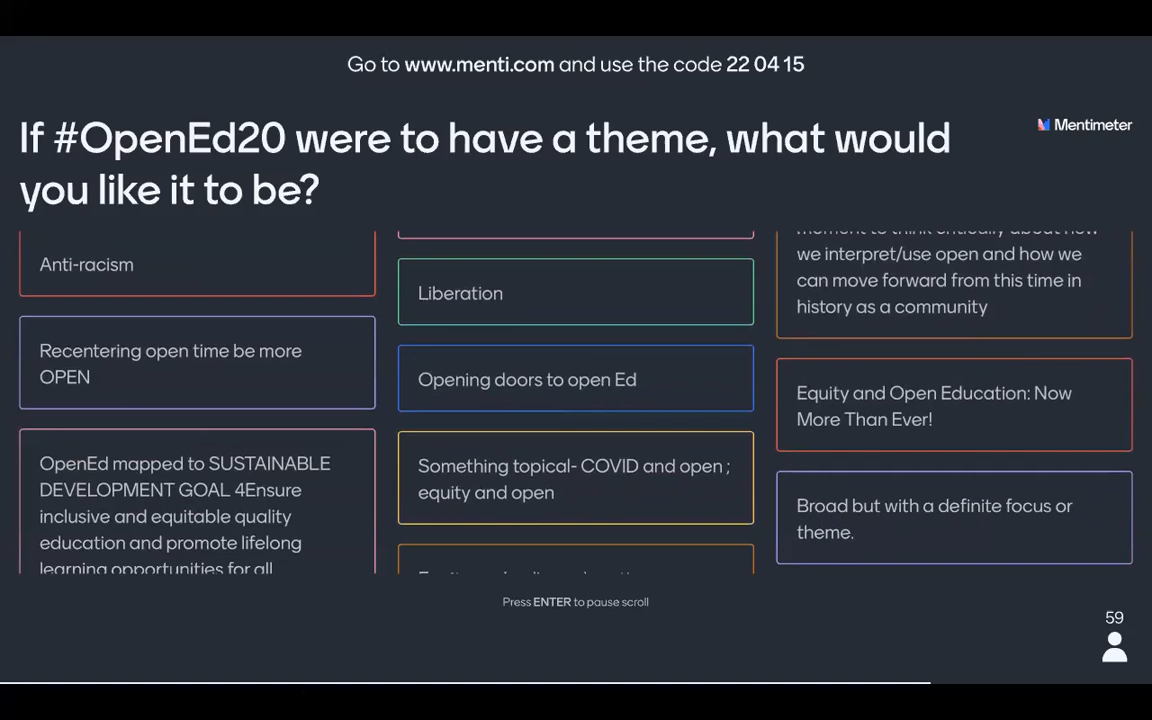 Go to www.menti.com and use the code 22 04 15
If #OpenEd20 were to have a theme, what would
you like it to be?
Mentimeter
Anti-racism
Recentering open time be more
OPEN
OpenEd mapped to SUSTAINABLE
DEVELOPMENT GOAL 4Ensure
inclusive and equitable quality
education and promote lifelong
learning opportunities for all
Liberation
Opening doors to open Ed
Something topical- COVID and open ;
equity and open
moment to think critically about how
we interpret/use open and how we
can move forward from this time in
history as a community
Equity and Open Education: Now
More Than Ever!
Broad but with a definite focus or
theme.
Press ENTER to pause scroll
59